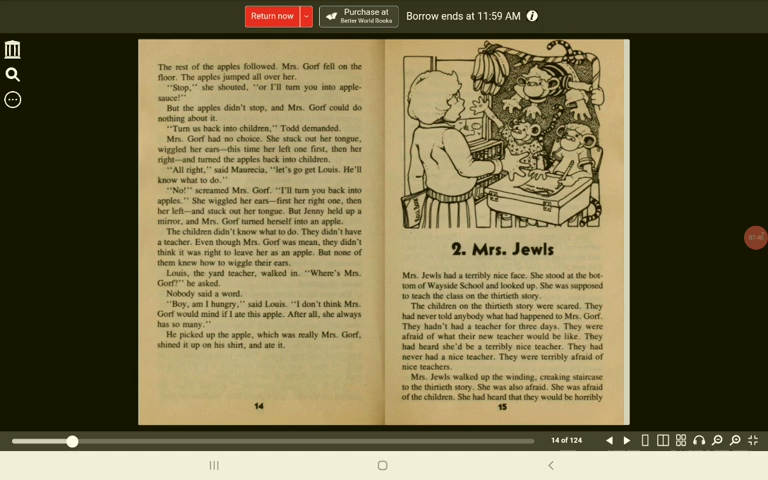 Return now
Purchase at
Better World Books
Borrow ends at 11:59 AM
The rest of the apples followed. Mrs. Gorf fell on the
floor. The apples jumped all over her.
"Stop," she shouted, "or I'll turn you into apple-
sauce!"
But the apples didn't stop, and Mrs. Gorf could do
nothing about it.
"Turn us back into children," Todd demanded.
Mrs. Gorf had no choice. She stuck out her tongue,
wiggled her ears—this time her left one first, then her
right—and turned the apples back into children.
"All right," said Maurecia, "let's go get Louis. He'll
know what to do."
"No!" screamed Mrs. Gorf. "I'll turn you back into
apples." She wiggled her ears—first her right one, then
her left—and stuck out her tongue. But Jenny held up a
mirror, and Mrs. Gorf turned herself into an apple.
The children didn't know what to do. They didn't have
a teacher. Even though Mrs. Gorf was mean, they didn't
think it was right to leave her as an apple. But none of
them knew how to wiggle their ears.
Louis, the yard teacher, walked in. "Where's Mrs.
Gorf?" he asked.
Nobody said a word.
"Boy, am I hungry," said Louis. "I don't think Mrs.
Gorf would mind if I ate this apple. After all, she always
has so many."
He picked up the apple, which was really Mrs. Gorf,
shined it up on his shirt, and ate it.
14
2. Mrs. Jewls
Mrs. Jewls had a terribly nice face. She stood at the bot-
tom of Wayside School and looked up. She was supposed
to teach the class on the thirtieth story.
The children on the thirtieth story were scared. They
had never told anybody what had happened to Mrs. Gorf.
They hadn't had a teacher for three days. They were
afraid of what their new teacher would be like. They
had heard she'd be a terribly nice teacher. They had
never had a nice teacher. They were terribly afraid of
nice teachers.
Mrs. Jewls walked up the winding, creaking staircase
to the thirtieth story. She was also afraid. She was afraid
of the children. She had heard that they would be horribly
15
14 of 124